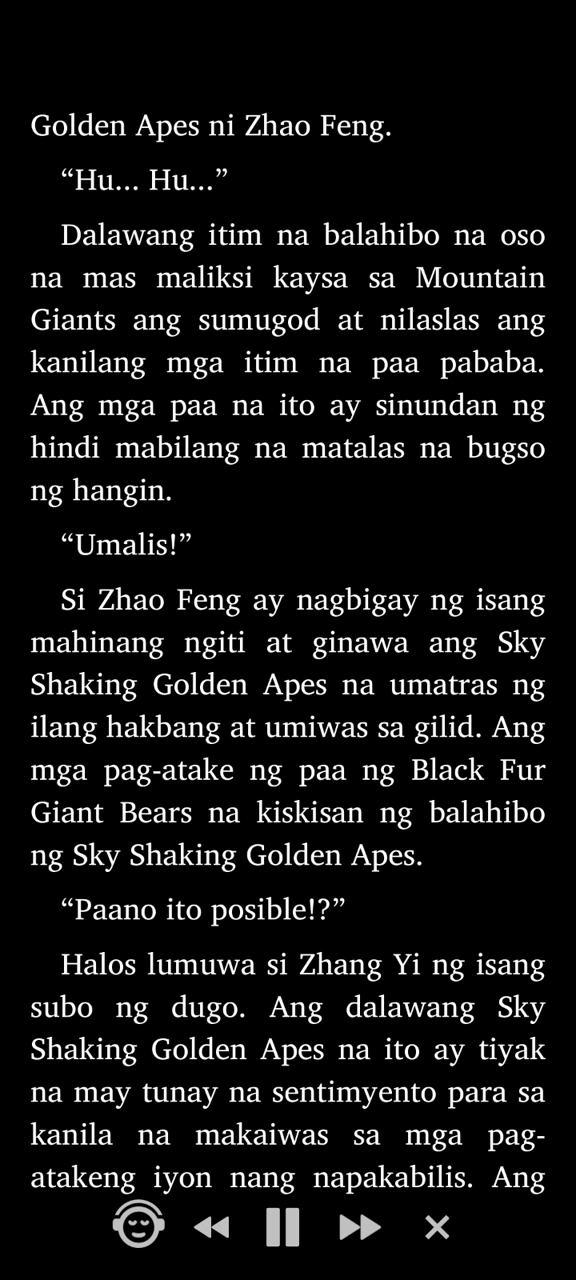 Golden Apes ni Zhao Feng.
“Hu... Hu...”
Dalawang itim na balahibo na oso
na mas maliksi kaysa sa Mountain
Giants ang sumugod at nilaslas ang
kanilang mga itim na paa pababa.
Ang mga paa na ito ay sinundan ng
hindi mabilang na matalas na bugso
ng hangin.
“Umalis!”
Si Zhao Feng ay nagbigay ng isang
mahinang ngiti at ginawa ang Sky
Shaking Golden Apes na umatras ng
ilang hakbang at umiwas sa gilid. Ang
mga pag-atake ng paa ng Black Fur
Giant Bears na kiskisan ng balahibo
ng Sky Shaking Golden Apes.
“Paano ito posible!?”
Halos lumuwa si Zhang Yi ng isang
subo ng dugo. Ang dalawang Sky
Shaking Golden Apes na ito ay tiyak
na may tunay na sentimyento para sa
kanila na makaiwas sa mga pag-
atakeng iyon nang napakabilis. Ang